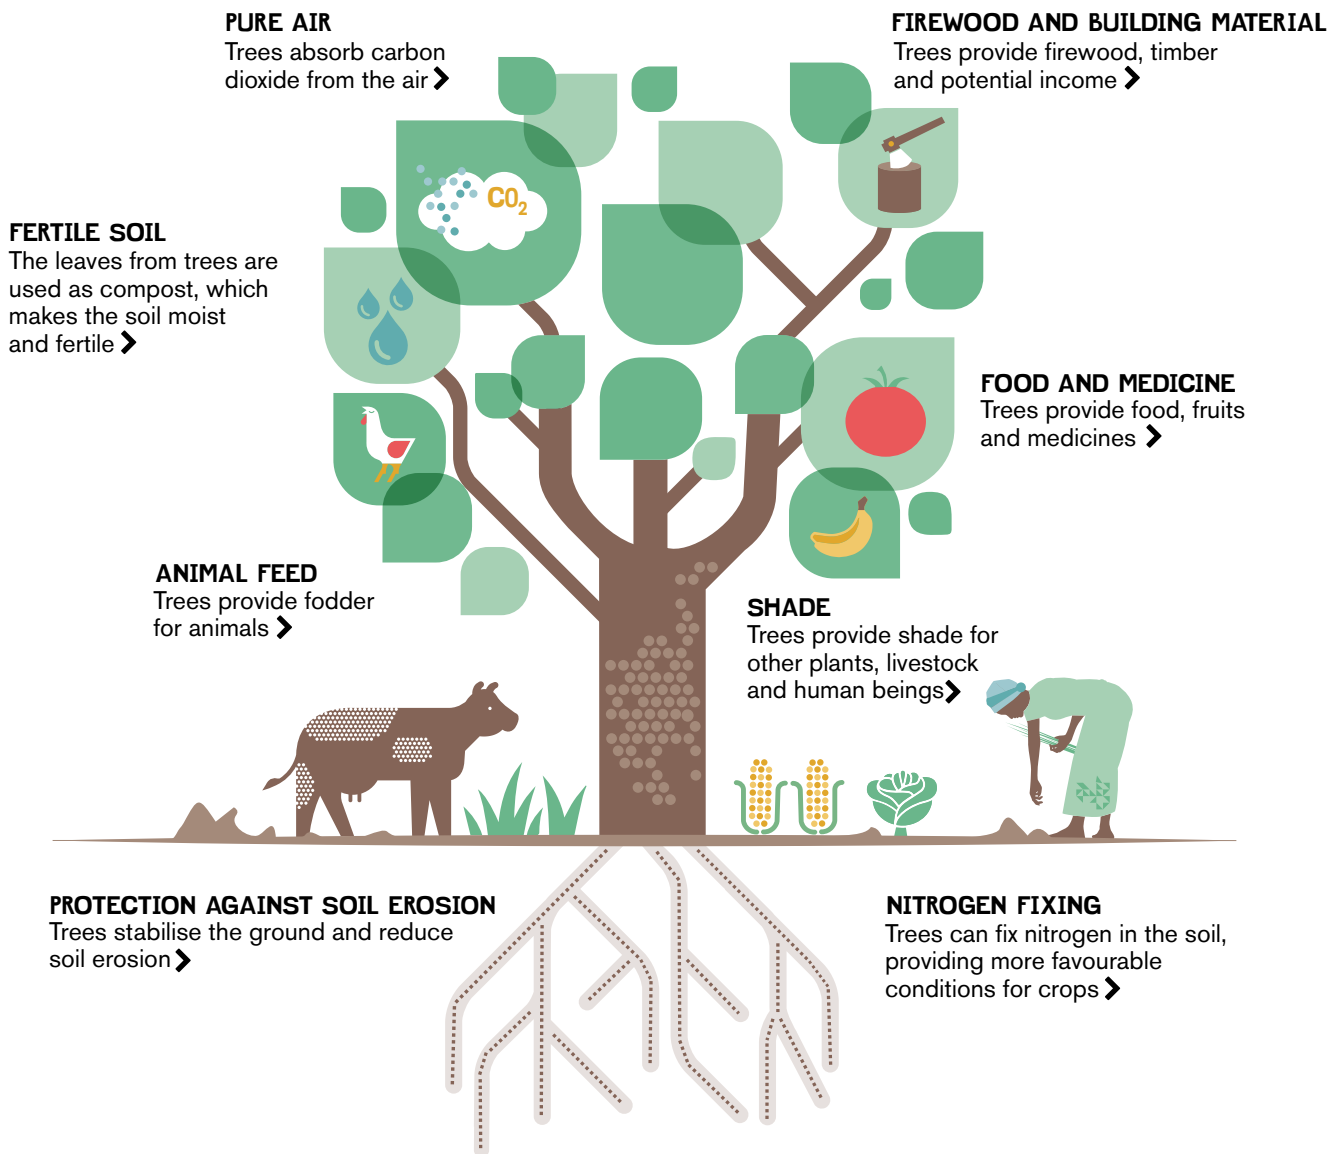 PURE AIR
Trees absorb carbon
dioxide from the air
FIREWOOD AND BUILDING MATERIAL
Trees provide firewood, timber
and potential income
CO2
FERTILE SOIL
The leaves from trees are
used as compost, which
makes the soil moist
and fertile
FOOD AND MEDICINE
Trees provide food, fruits
and medicines
ANIMAL FEED
Trees provide fodder
for animals
SHADE
Trees provide shade for
other plants, livestock
and human beings
PROTECTION AGAINST SOIL EROSION
Trees stabilise the ground and reduce
soil erosion
NITROGEN FIXING
Trees can fix nitrogen in the soil,
providing more favourable
conditions for crops